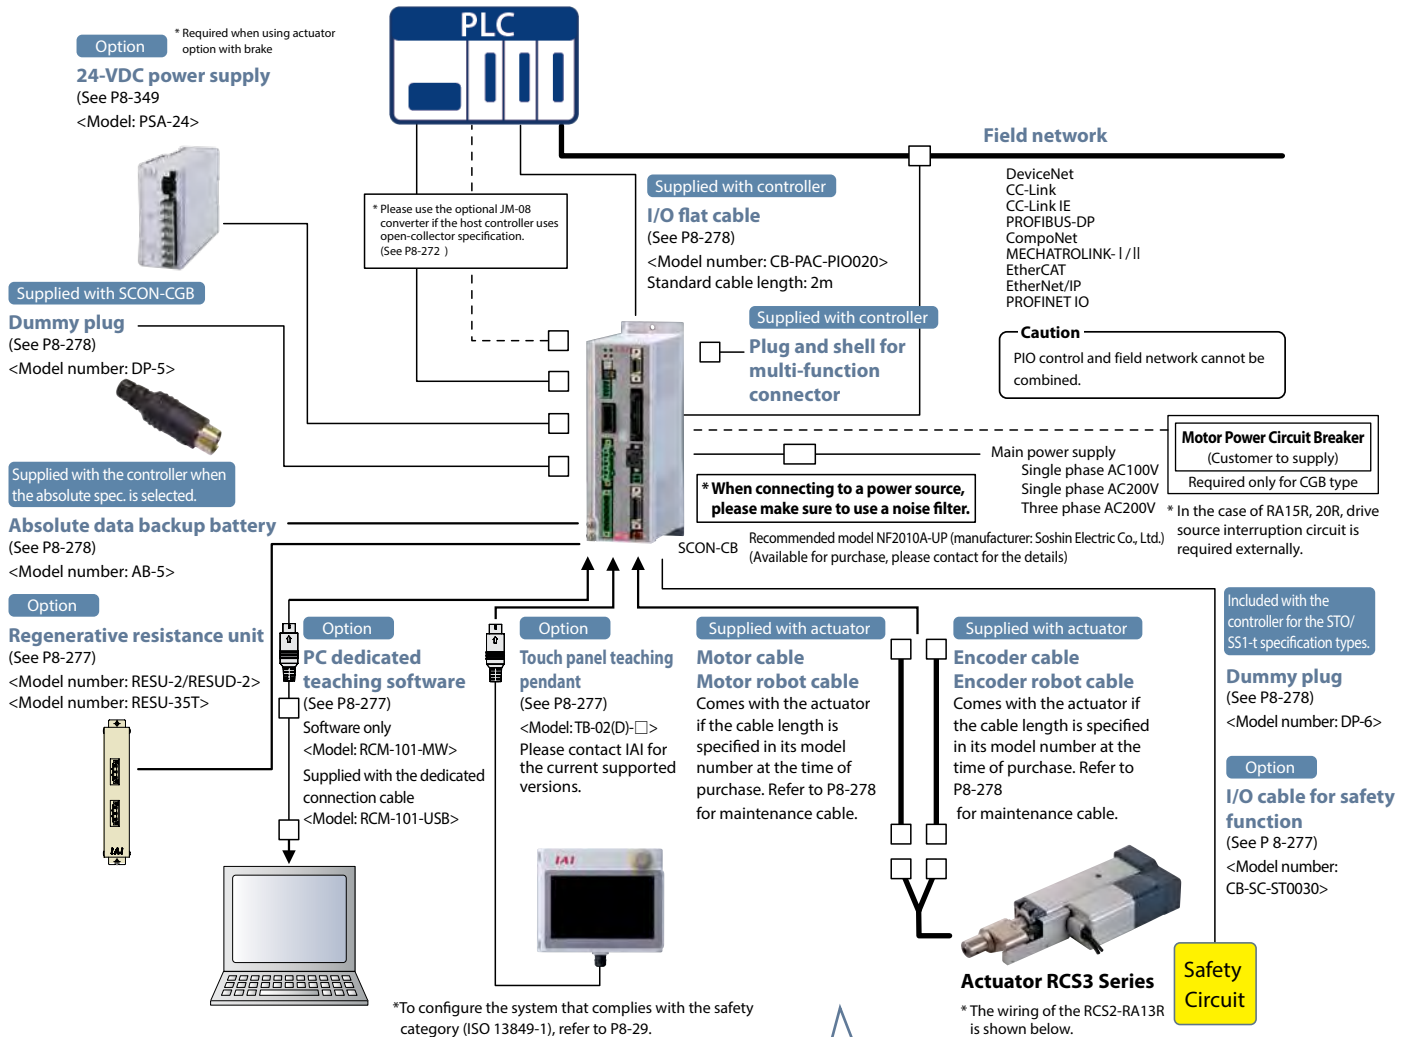 PLC
Option
* Required when using actuator
option with brake
24-VDC power supply
(See P8-349
<Model: PSA-24>
Field network
DeviceNet
CC-Link
CC-Link IE
PROFIBUS-DP
CompoNet
MECHATROLINK- I / II
EtherCAT
EtherNet/IP
PROFINET IO
Caution
PIO control and field network cannot be
combined.
* Please use the optional JM-08
converter if the host controller uses
open-collector specification.
(See P8-272 )
Supplied with controller
I/O flat cable
(See P8-278)
<Model number: CB-PAC-PIO020>
Standard cable length: 2m
Supplied with controller
Plug and shell for
multi-function
connector
Supplied with SCON-CGB
Dummy plug
(See P8-278)
<Model number: DP-5>
Supplied with the controller when
the absolute spec. is selected.
Absolute data backup battery
(See P8-278)
<Model number: AB-5>
Main power supply
Single phase AC100V
Single phase AC200V
Three phase AC200V
Motor Power Circuit Breaker
(Customer to supply)
Required only for CGB type
* In the case of RA15R, 20R, drive
source interruption circuit is
required externally.
* When connecting to a power source,
please make sure to use a noise filter.
SCON-CB
Recommended model NF2010A-UP (manufacturer: Soshin Electric Co., Ltd.)
(Available for purchase, please contact for the details)
Option
Regenerative resistance unit
(See P8-277)
<Model number: RESU-2/RESUD-2>
<Model number: RESU-35T>
IAI
Option
PC dedicated
teaching software
(See P8-277)
Software only
<Model: RCM-101-MW>
Supplied with the dedicated
connection cable
<Model: RCM-101-USB>
Option
Touch panel teaching
pendant
(See P8-277)
<Model: TB-02(D)-□>
Please contact IAI for
the current supported
versions.
IAI
Supplied with actuator
Motor cable
Motor robot cable
Comes with the actuator
if the cable length is
specified in its model
number at the time of
purchase. Refer to P8-278
for maintenance cable.
Supplied with actuator
Encoder cable
Encoder robot cable
Comes with the actuator if
the cable length is specified
in its model number at the
time of purchase. Refer to
P8-278
for maintenance cable.
Included with the
controller for the STO/
SS1-t specification types.
Dummy plug
(See P8-278)
<Model number: DP-6>
Option
I/O cable for safety
function
(See P 8-277)
<Model number:
CB-SC-ST0030>
Safety
Circuit
Actuator RCS3 Series
* The wiring of the RCS2-RA13R
is shown below.
*To configure the system that complies with the safety
category (ISO 13849-1), refer to P8-29.